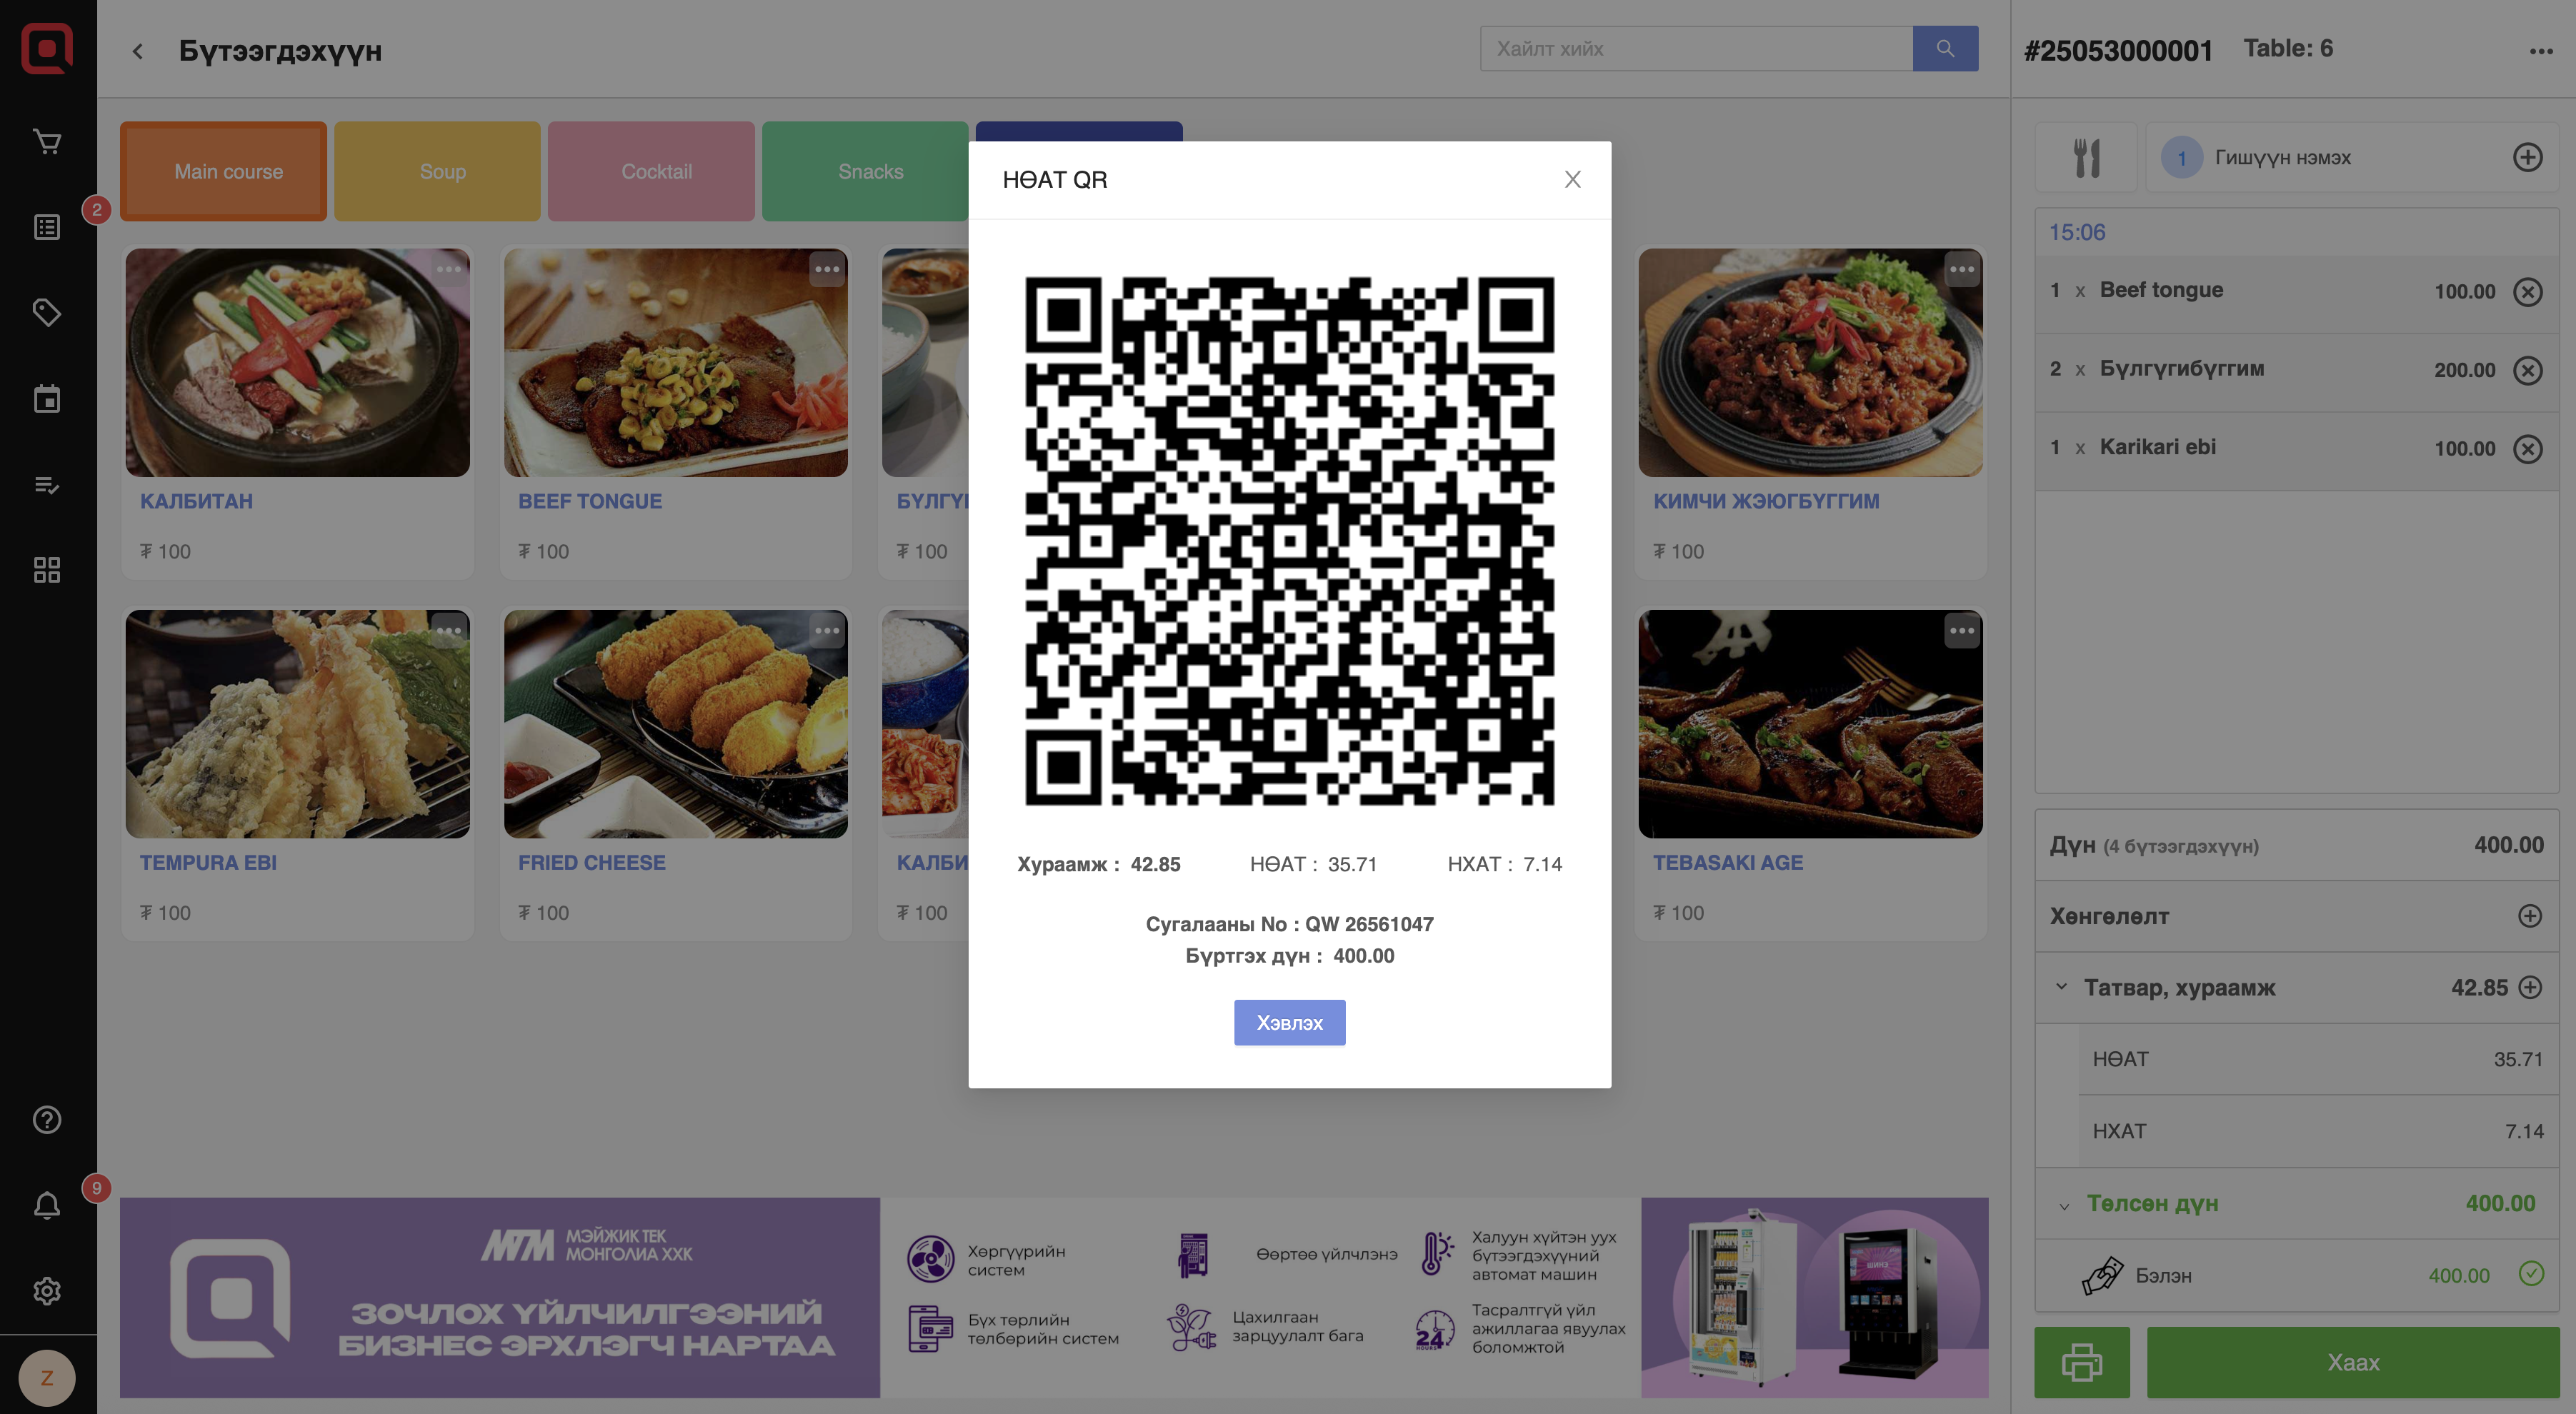 Бүтээгдэхүүн
Хайлт хийх
#25053000001
Table: 6
Main course
Soup
Cocktail
Snacks
2
КАЛБИТАН
₮ 100
BEEF TONGUE
₮ 100
₮ 100
КИМЧИ ЖЭЮГБҮГГИМ
₮ 100
TEMPURA EBI
₮ 100
FRIED CHEESE
₮ 100
₮ 100
TEBASAKI AGE
₮ 100
НӨАТ QR
Хураамж : 42.85
НӨАТ : 35.71
НХАТ : 7.14
Сугалааны No : QW 26561047
Бүртгэх дүн : 400.00
Хэвлэх
1 Гишүүн нэмэх
15:06
1 x Beef tongue 100.00
2 x Бүлгүгибүггим 200.00
1 x Karikari ebi 100.00
Дүн (4 бүтээгдэхүүн) 400.00
Хөнгөлөлт
Татвар, хураамж 42.85
НӨАТ 35.71
НХАТ 7.14
Төлсөн дүн 400.00
Бэлэн 400.00
Хаах
9
Z
МТМ
МЭЙЖИК ТЕК
МОНГОЛИА ХХК
ЗОЧЛОХ ҮЙЛЧИЛГЭЭНИЙ
БИЗНЕС ЭРХЛЭГЧ НАРТАА
Хөргүүрийн
систем
Өөртөө үйлчлэнэ
Халуун хүйтэн уух
бүтээгдэхүүний
автомат машин
Бүх төрлийн
төлбөрийн систем
Цахилгаан
зарцуулалт бага
24
HOURS
Тасралтгүй үйл
ажиллагаа явуулах
боломжтой